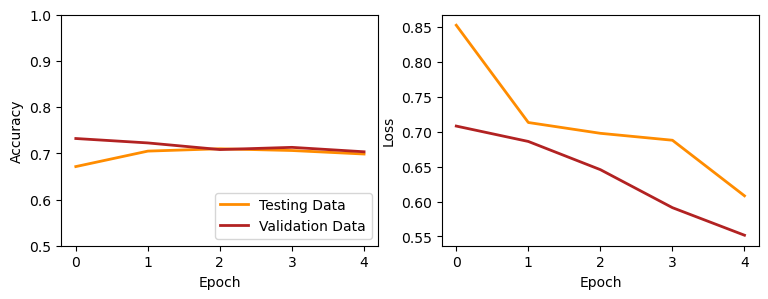 1.0
0.9
0.8
0.7
0.6
0.5
Accuracy
0 1 2 3 4
Epoch
Testing Data
Validation Data
0.85
0.80
0.75
0.70
0.65
0.60
0.55
Loss
0 1 2 3 4
Epoch